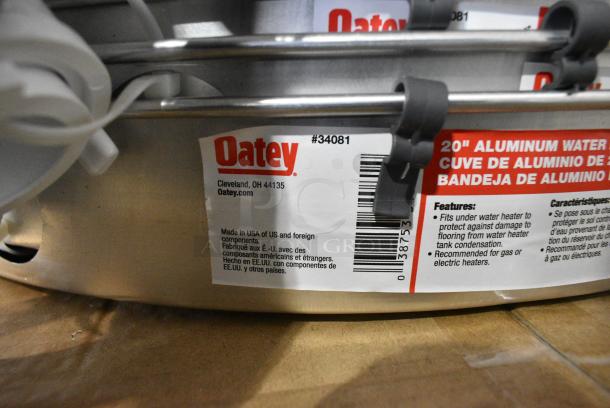 Oatey
34081
Oatey
#34081
Cleveland, OH 44135
Oatey.com
Made in USA of US and foreign
components.
Fabriqué aux É.-U. avec des
composants américains et étrangers.
Hecho en EE.UU. con componentes de
EE.UU. y otros países.
0 38753
20" ALUMINUM WATER
CUVE DE ALUMINIO DE
BANDEJA DE ALUMINIO
Features:
• Fits under water heater to
protect against damage to
flooring from water heater
tank condensation.
• Recommended for gas or
electric heaters.
Caractéristiques:
• Se pose sous le
protéger le sol
d'eau provenant de la
tion du réservoir du
• Recommandé pour les
à gaz ou électriques.